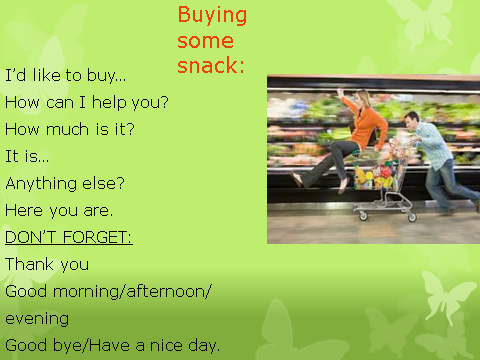 Buying
some
snack:
I'd like to buy…
How can I help you?
How much is it?
It is…
Anything else?
Here you are.
DON'T FORGET:
Thank you
Good morning/afternoon/
evening
Good bye/Have a nice day.